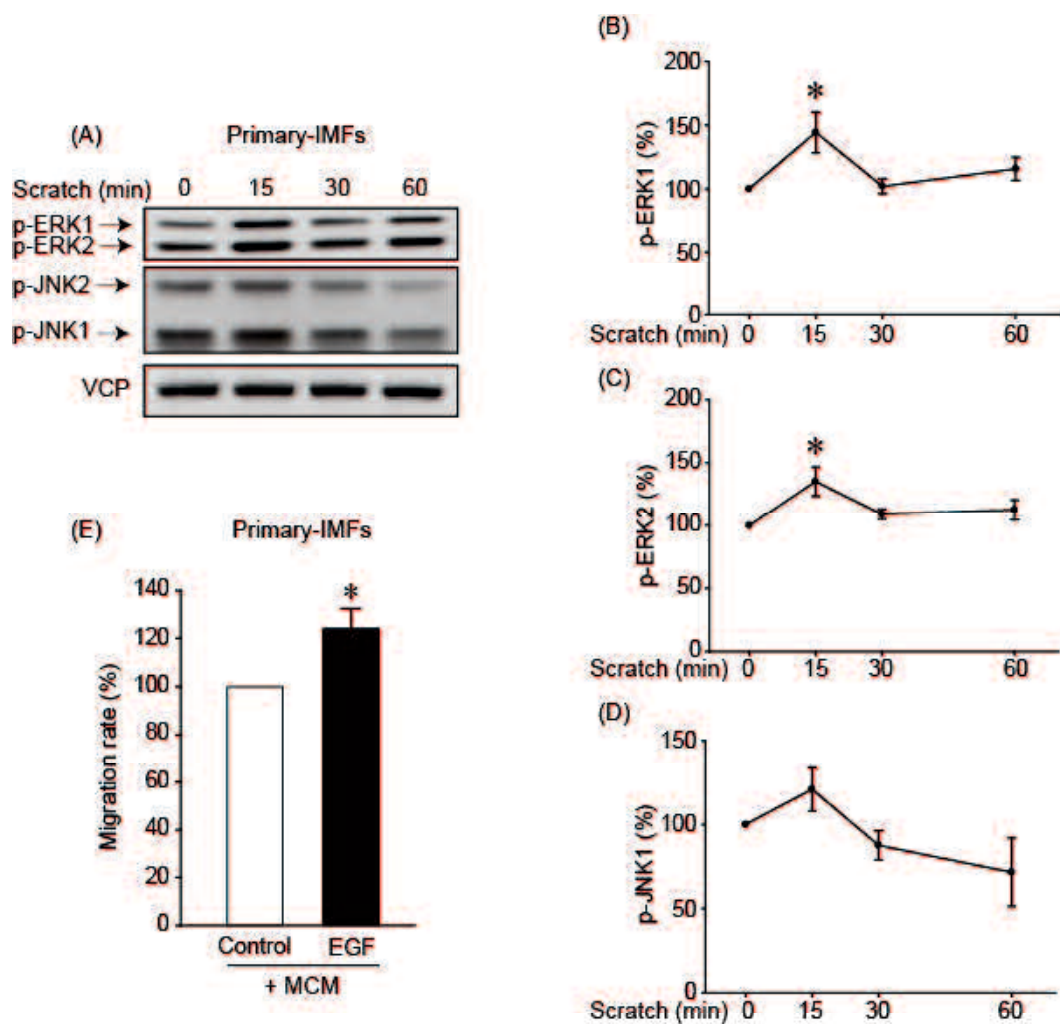 (A)
Primary-IMFs
Scratch (min) 0 15 30 60
p-ERK1
p-ERK2
p-JNK2
p-JNK1
VCP
(B)
p-ERK1 (%)
200
150
100
50
0
*
Scratch (min) 0 15 30 60
(C)
p-ERK2 (%)
200
150
100
50
0
*
Scratch (min) 0 15 30 60
(D)
p-JNK1 (%)
150
100
50
0
Scratch (min) 0 15 30 60
(E)
Primary-IMFs
Migration rate (%)
140
120
100
80
60
40
20
0
*
Control EGF
+ MCM